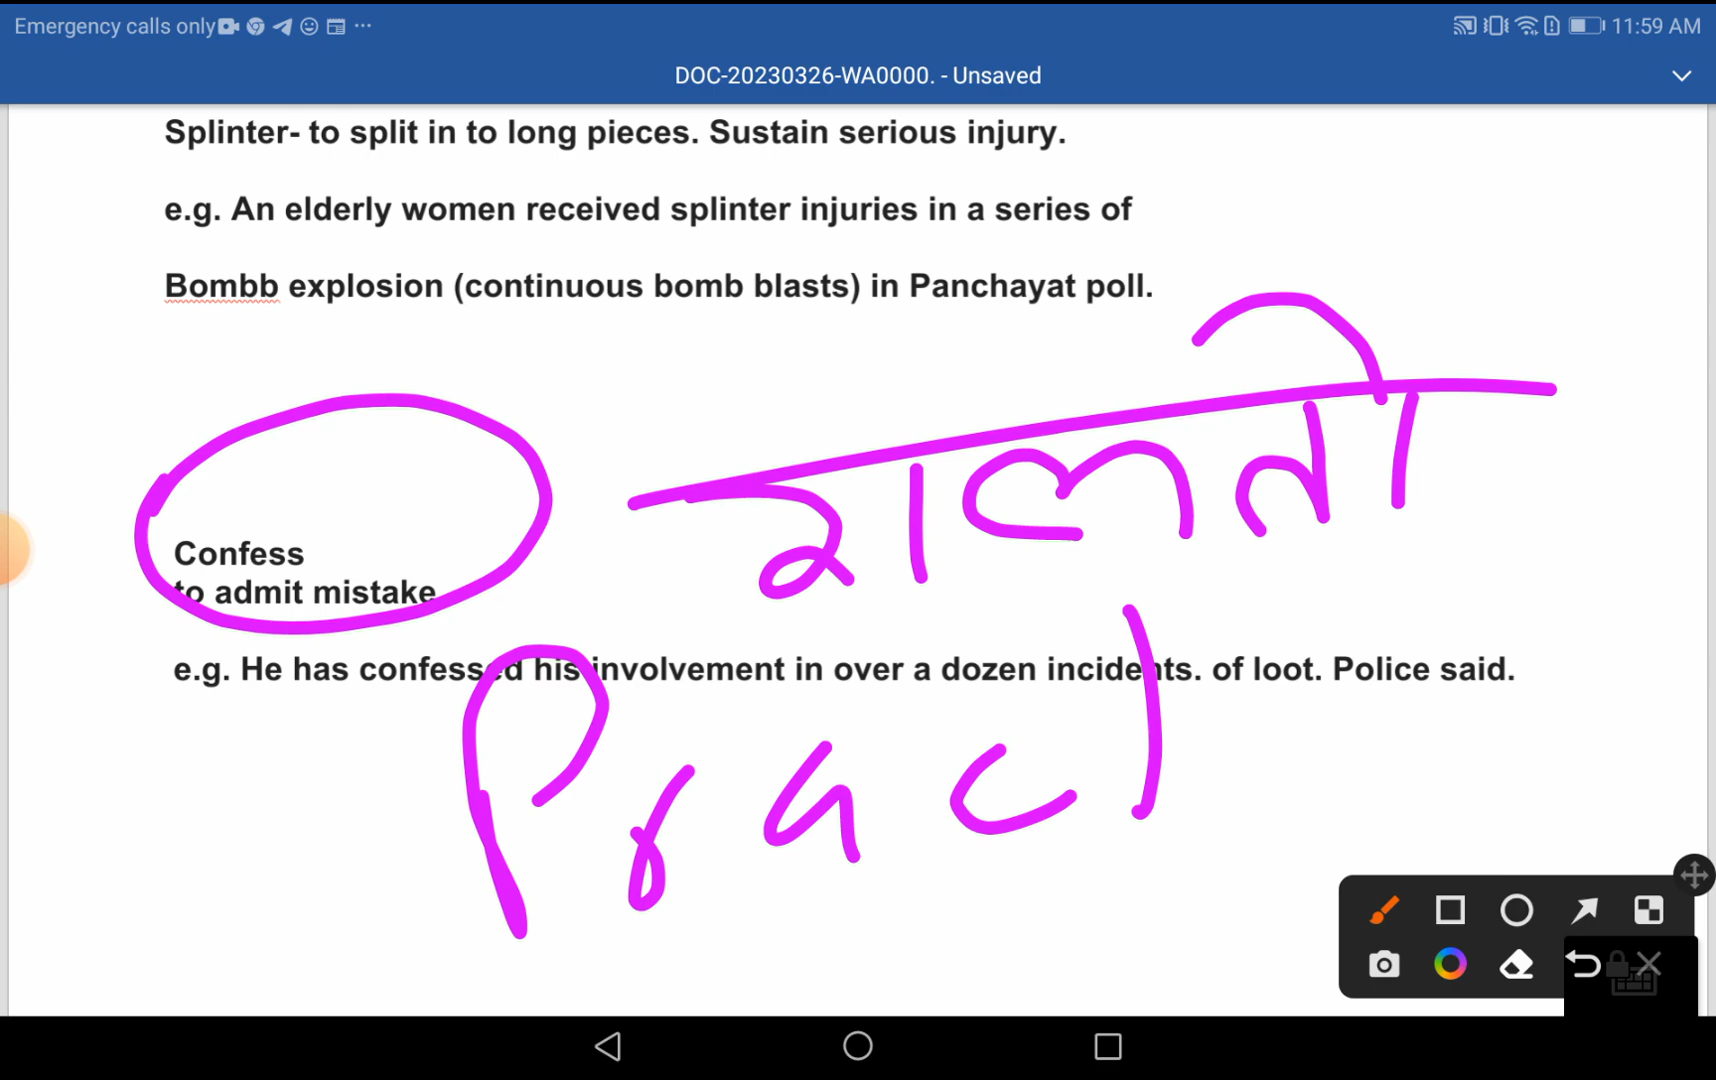 Emergency calls only ... 11:59 AM
DOC-20230326-WA0000. - Unsaved
Splinter- to split in to long pieces. Sustain serious injury.
e.g. An elderly women received splinter injuries in a series of
Bombb explosion (continuous bomb blasts) in Panchayat poll.
Confess
to admit mistake
e.g. He has confessed his involvement in over a dozen incidents. of loot. Police said.